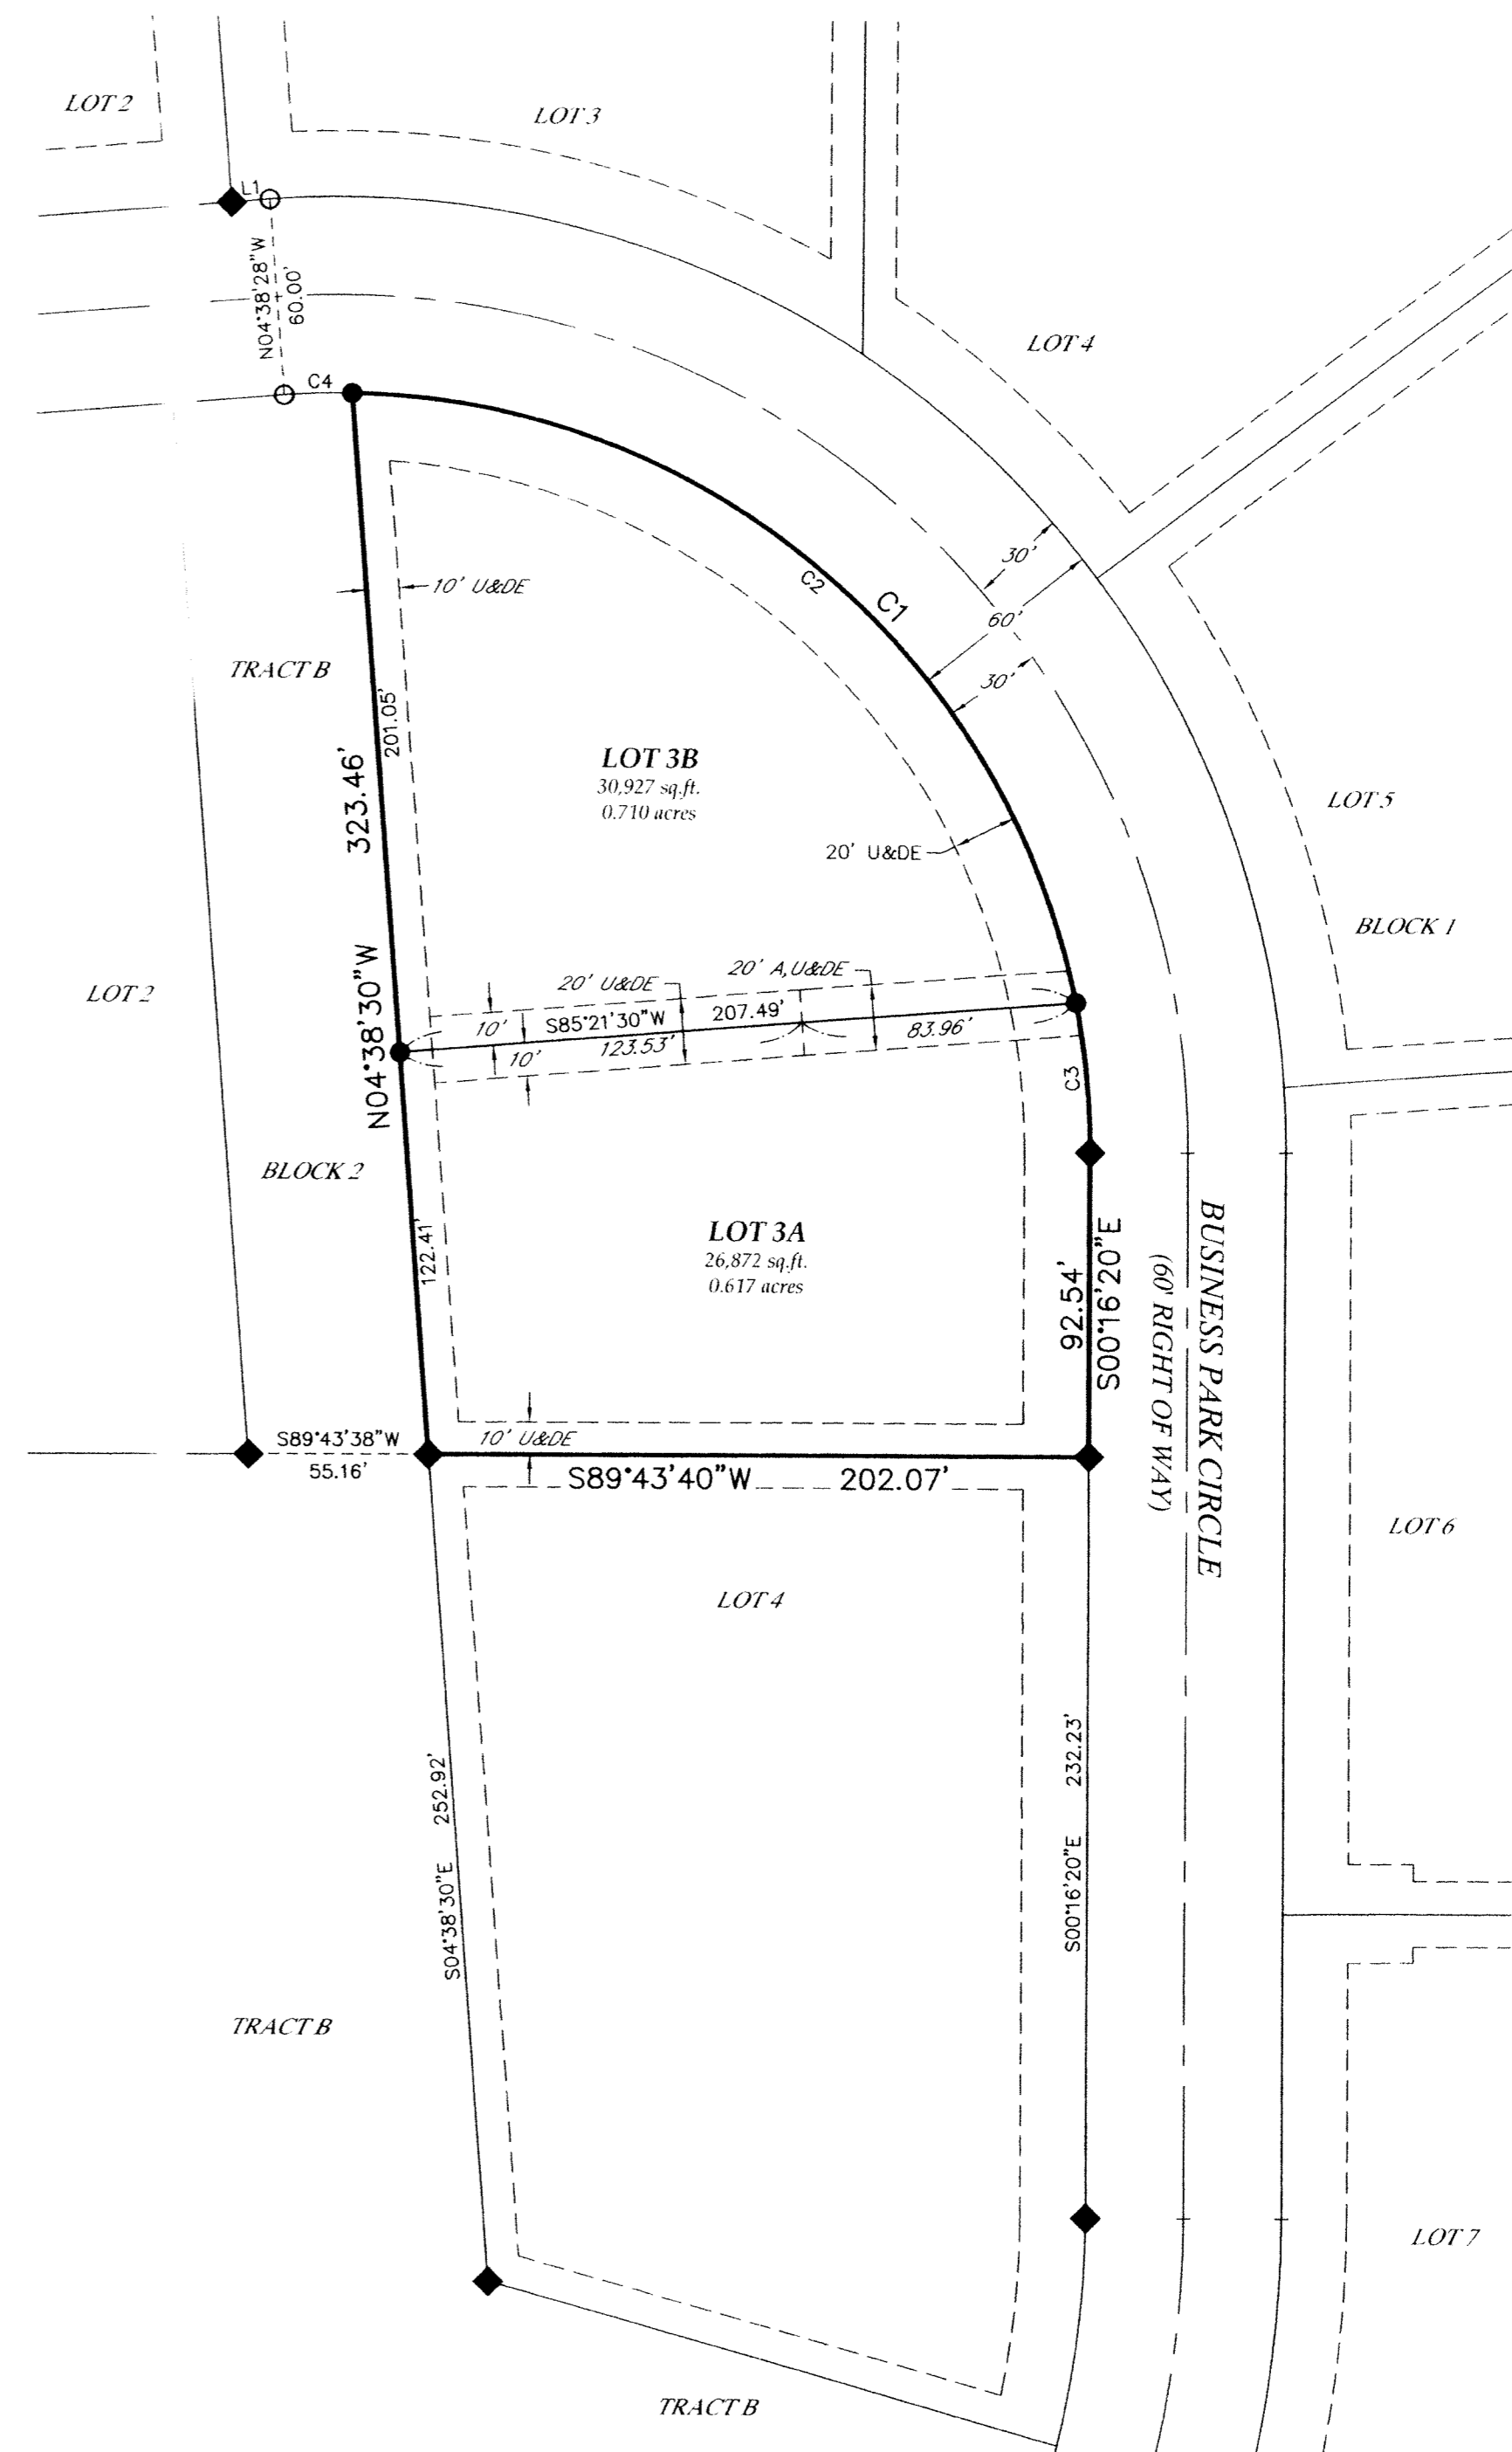 LOT 2
LOT 3
L1
N04°38'28"W
60.00'
C4
LOT 4
30'
60'
30'
C2
C1
10' U&DE
TRACT B
201.05'
323.46'
N04°38'30"W
LOT 3B
30,927 sq.ft.
0.710 acres
20' U&DE
LOT 5
BLOCK 1
LOT 2
20' U&DE
20' A,U&DE
10'
S85°21'30"W
207.49'
10'
123.53'
83.96'
C3
BLOCK 2
122.41'
LOT 3A
26,872 sq.ft.
0.617 acres
92.54'
S00°16'20"E
BUSINESS PARK CIRCLE
(60' RIGHT OF WAY)
S89°43'38"W
55.16'
10' U&DE
S89°43'40"W 202.07'
LOT 6
LOT 4
S04°38'30"E 252.92'
S00°16'20"E 232.23'
TRACT B
LOT 7
TRACT B